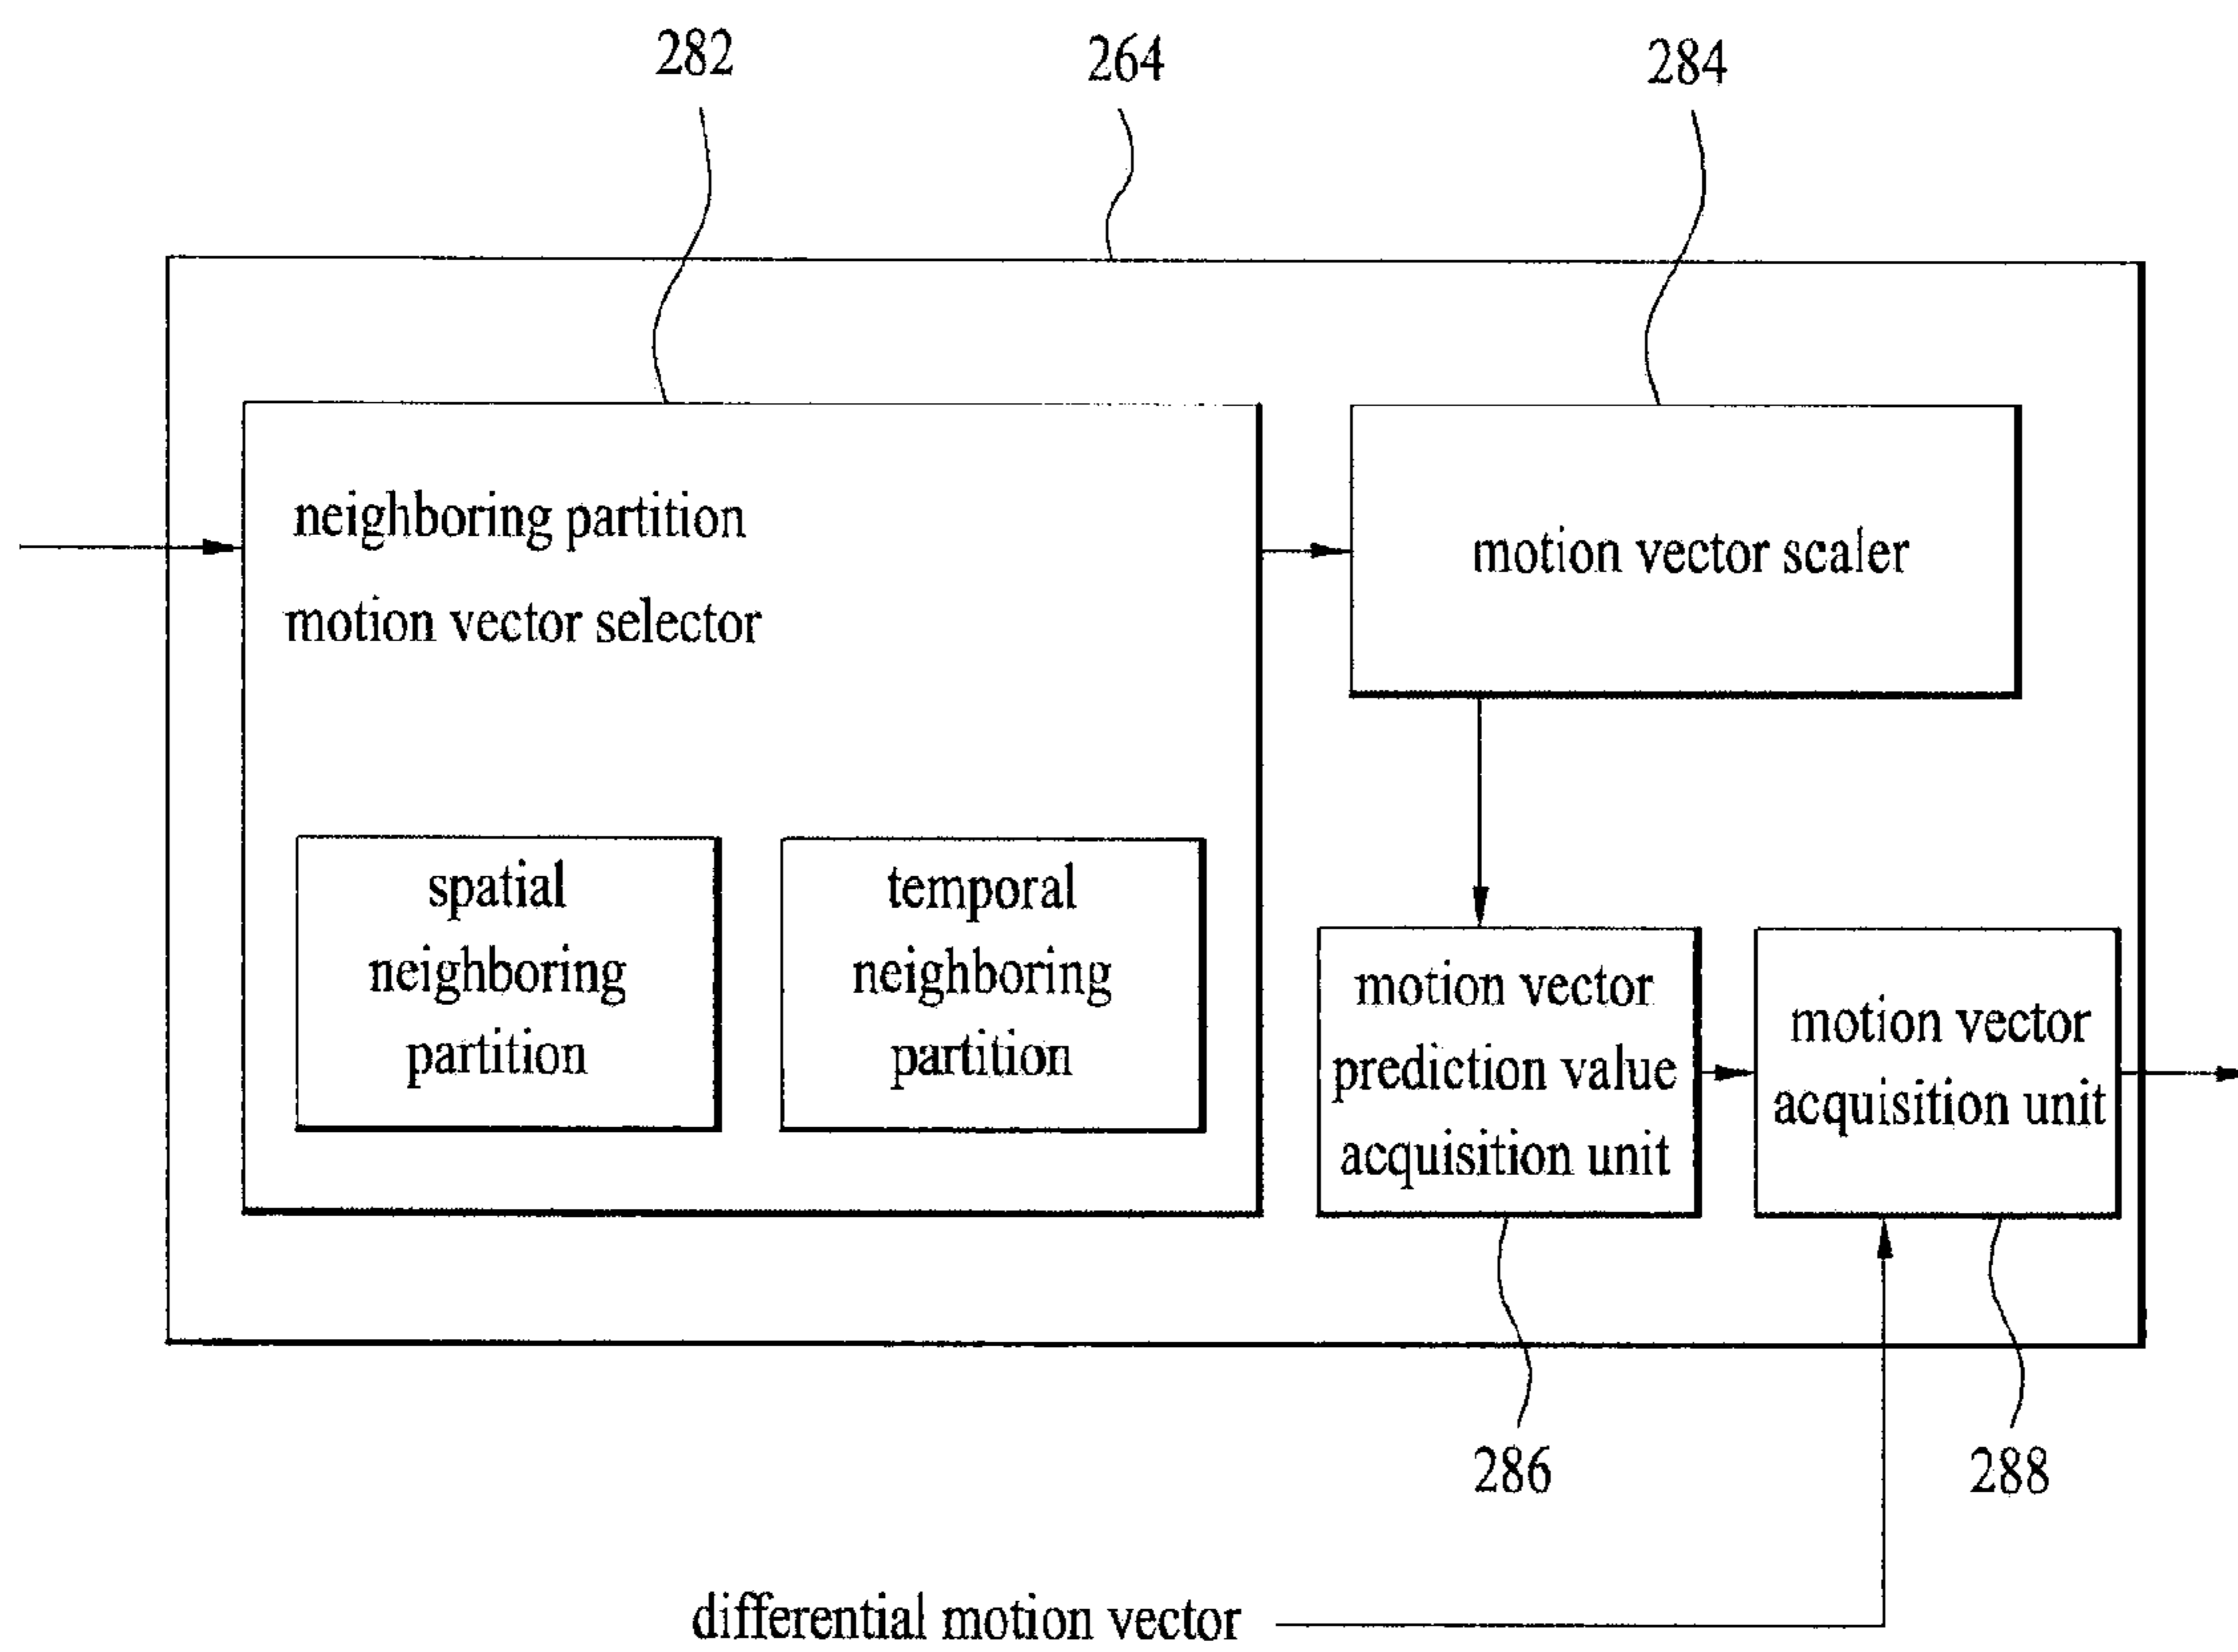 282
264
284
neighboring partition
motion vector selector
motion vector scaler
spatial
neighboring
partition
temporal
neighboring
partition
motion vector
prediction value
acquisition unit
motion vector
acquisition unit
286
288
differential motion vector